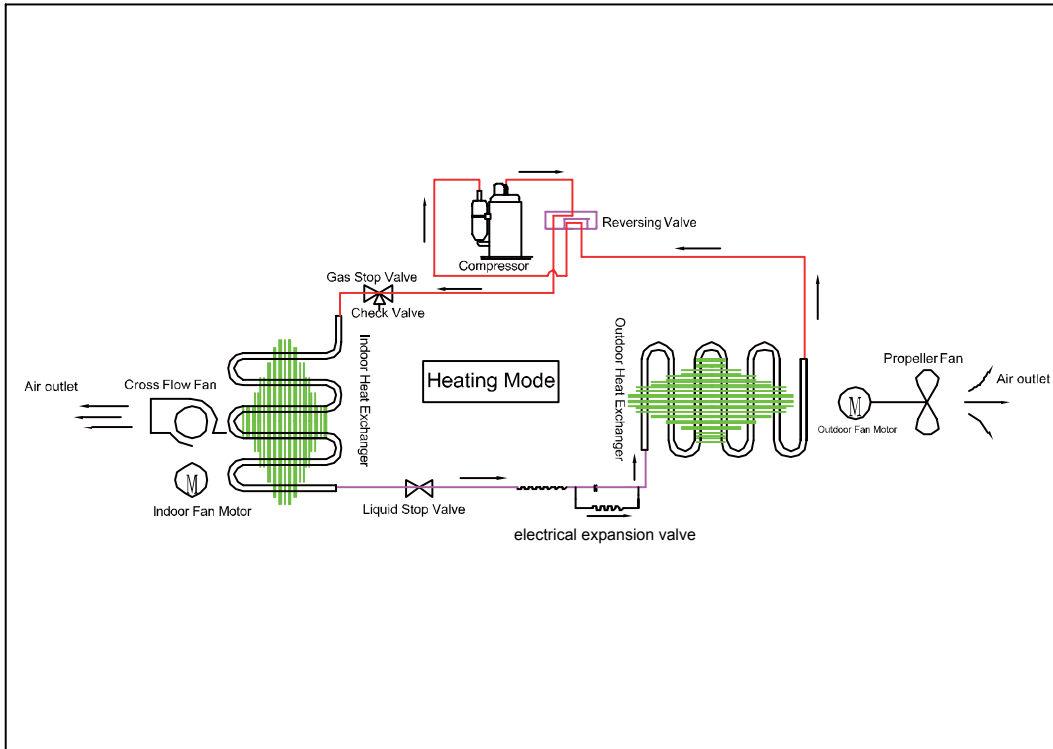 Reversing Valve
Compressor
Gas Stop Valve
Check Valve
Indoor Heat Exchanger
Outdoor Heat Exchanger
Heating Mode
Air outlet
Cross Flow Fan
Propeller Fan
Air outlet
M
Outdoor Fan Motor
M
Indoor Fan Motor
Liquid Stop Valve
electrical expansion valve